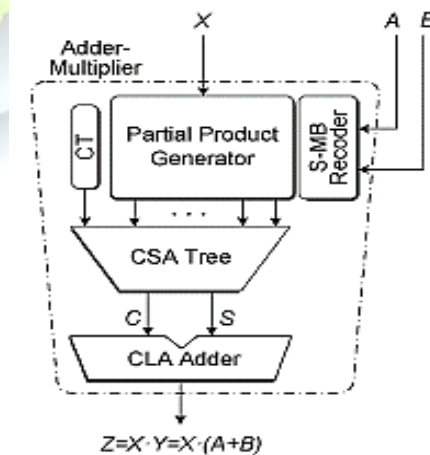 X
A
B
Adder-
Multiplier
CT
Partial Product
Generator
S-MB
Recoder
. . .
CSA Tree
C
S
CLA Adder
Z=X·Y=X·(A+B)